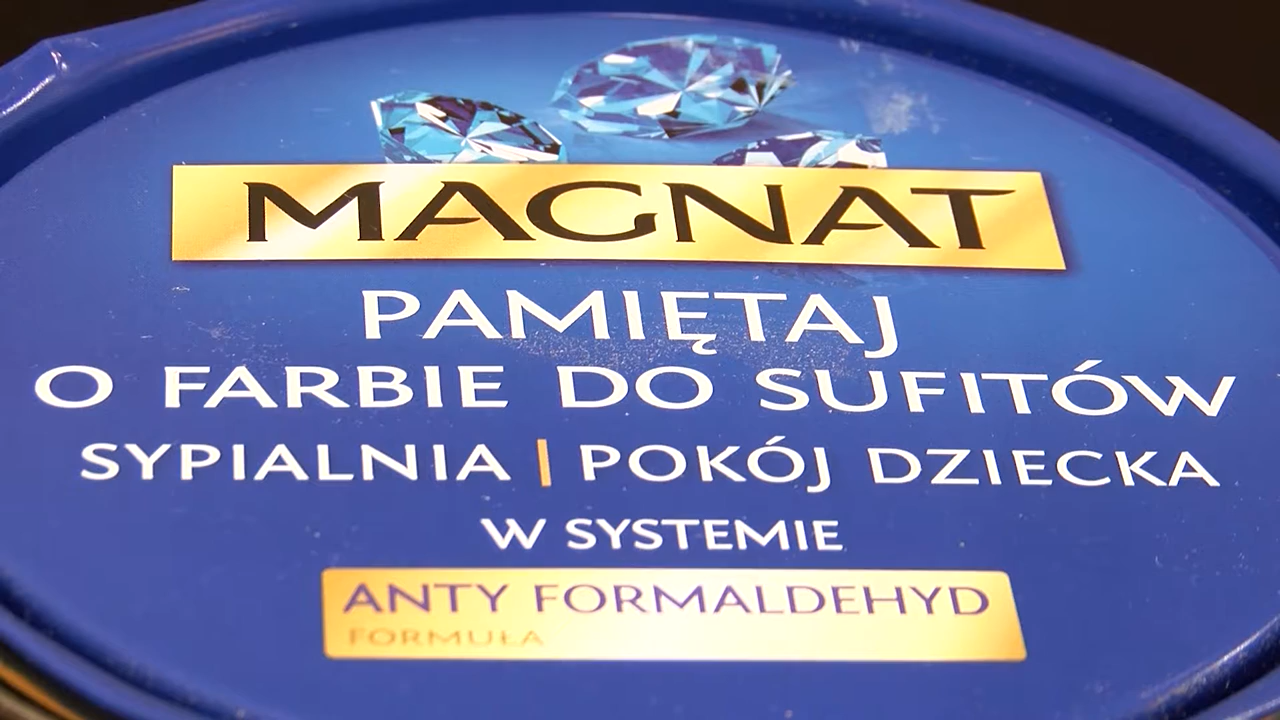 MAGNAT
PAMIĘTAJ
O FARBIE DO SUFITÓW
SYPIALNIA | POKÓJ DZIECKA
W SYSTEMIE
ANTY FORMALDEHYD
FORMUŁA